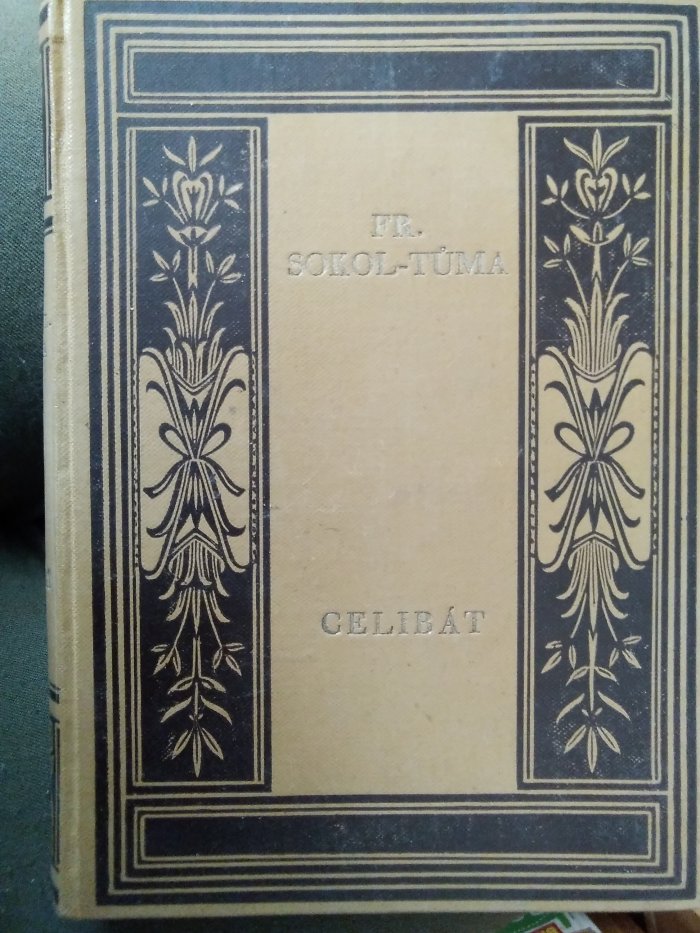 FR.
SOKOL-TŮMA
CELIBÁT